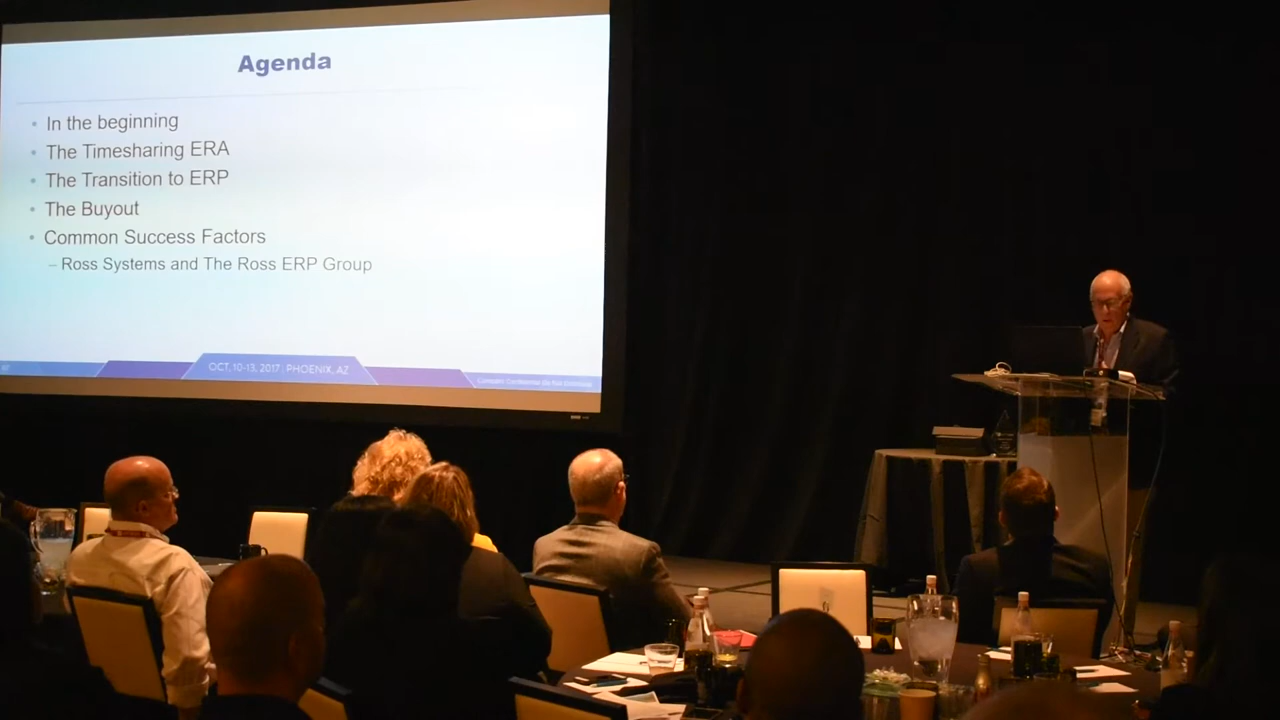 Agenda
• In the beginning
• The Timesharing ERA
• The Transition to ERP
• The Buyout
• Common Success Factors
– Ross Systems and The Ross ERP Group
OCT, 10-13, 2017 . PHOENIX, AZ